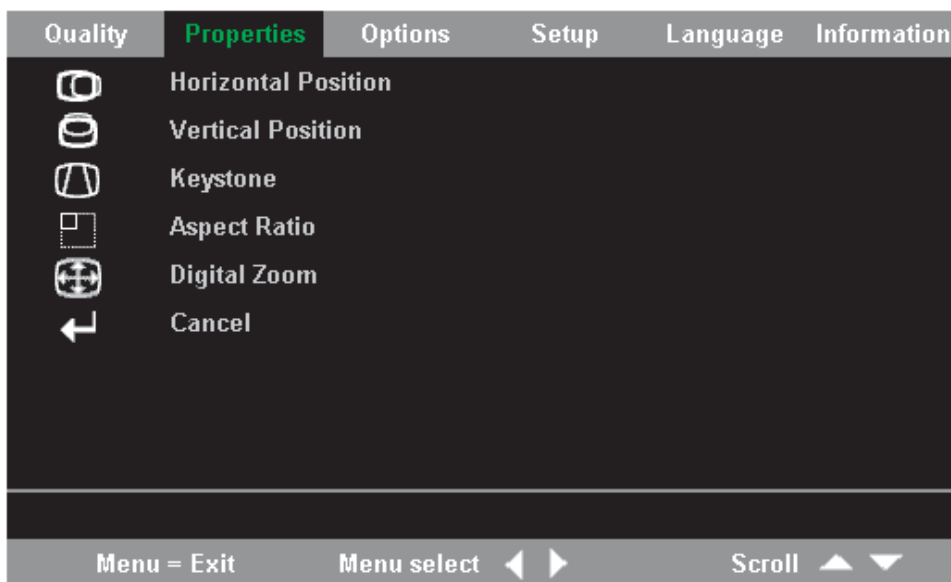 Quality Properties Options Setup Language Information
Horizontal Position
Vertical Position
Keystone
Aspect Ratio
Digital Zoom
Cancel
Menu = Exit Menu select Scroll